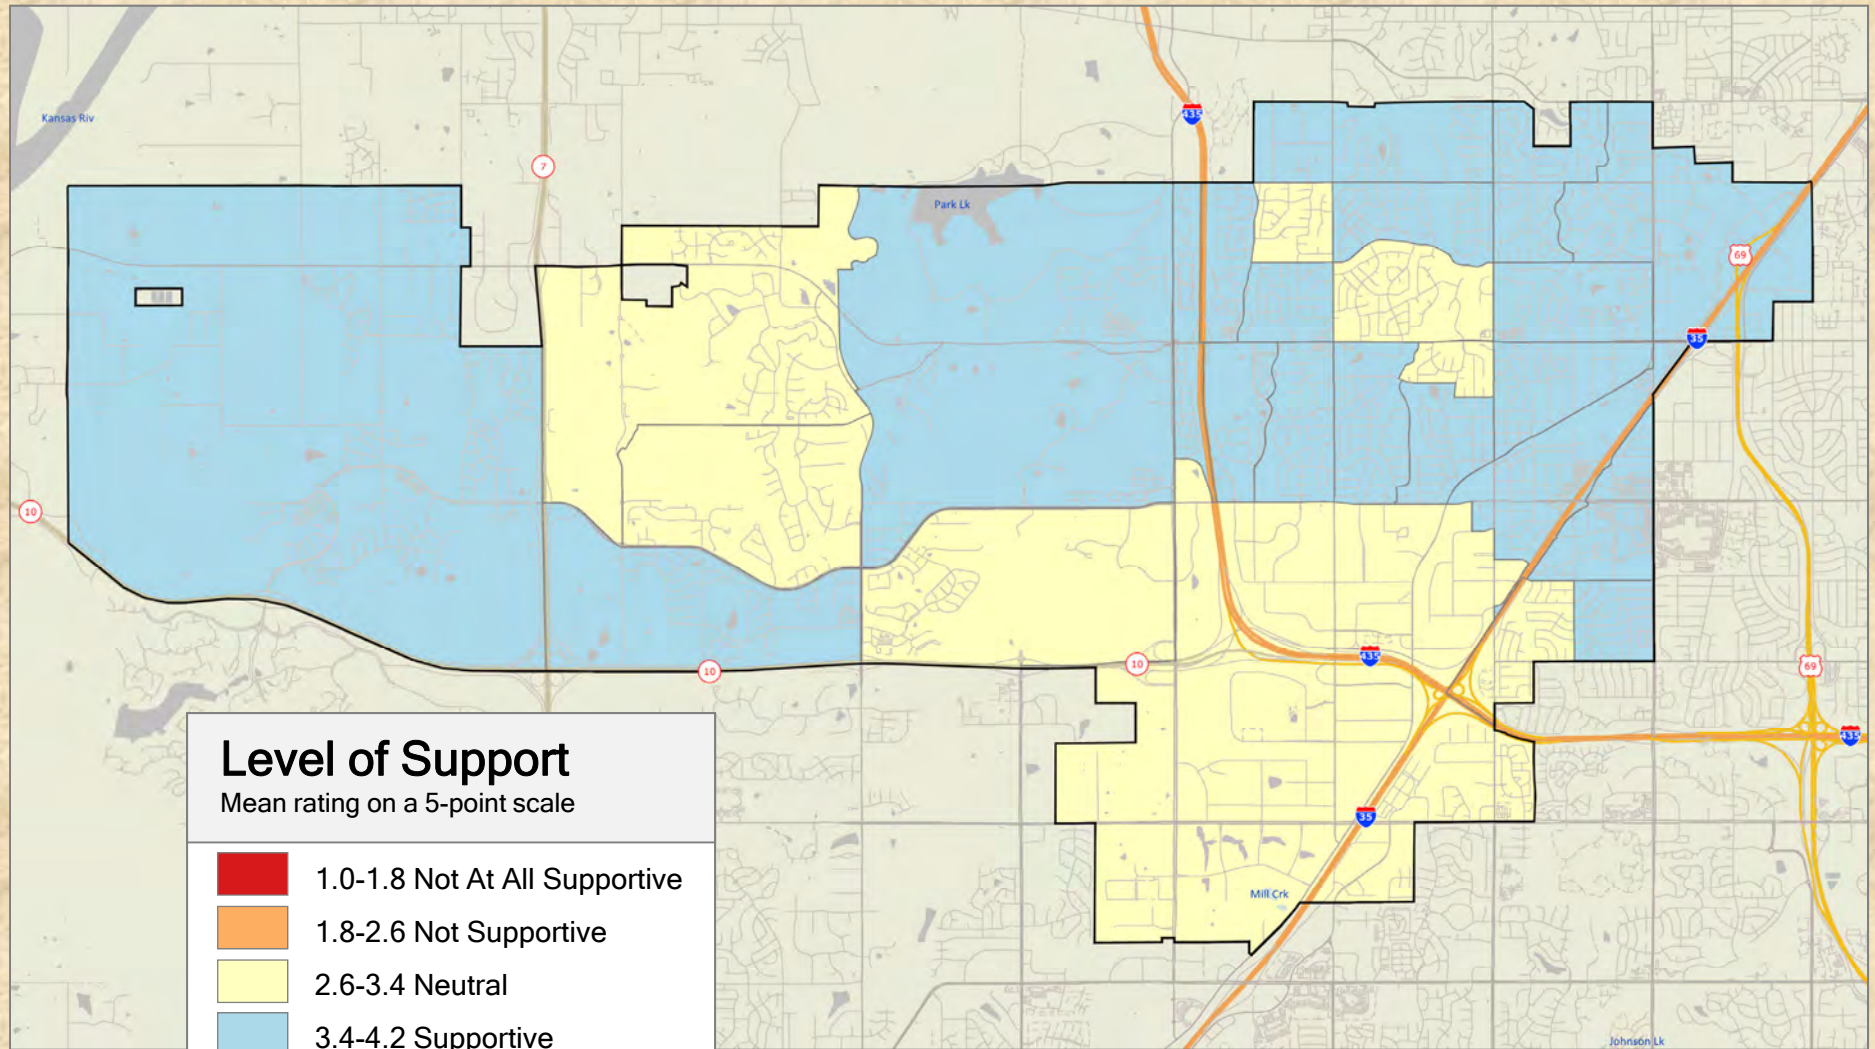 Kansas Riv
435
7
Park Lk
69
35
10
10
10
435
69
435
35
Mill Crk
Johnson Lk
Level of Support
Mean rating on a 5-point scale
1.0-1.8 Not At All Supportive
1.8-2.6 Not Supportive
2.6-3.4 Neutral
3.4-4.2 Supportive